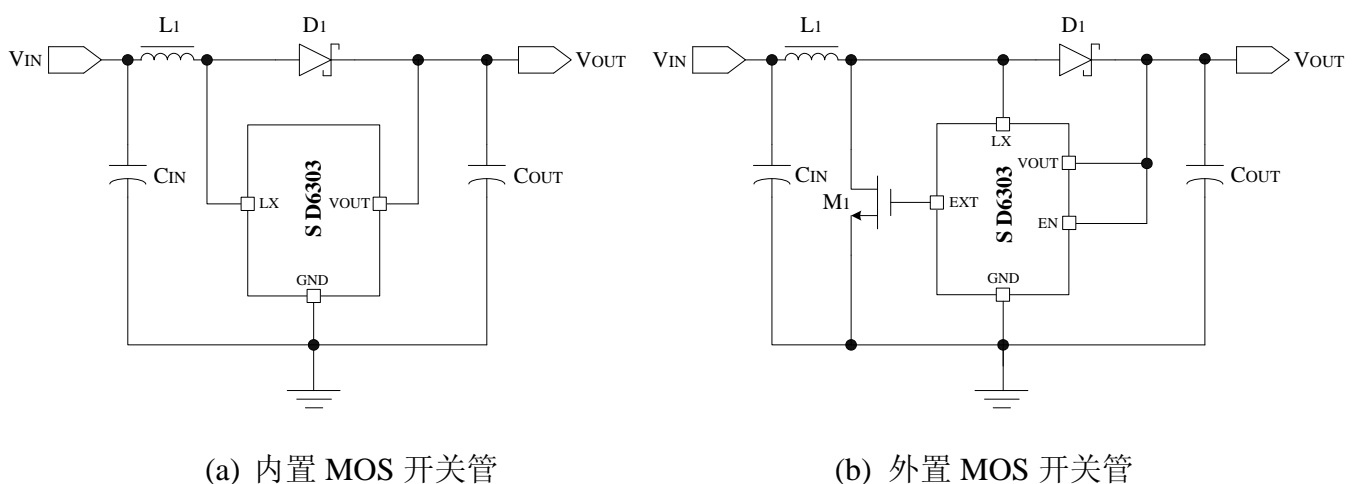 L1
D1
VIN
VOUT
CIN
LX
SD6303
VOUT
COUT
GND
(a) 内置 MOS 开关管
L1
D1
VIN
VOUT
LX
CIN
M1
EXT
SD6303
VOUT
EN
COUT
GND
(b) 外置 MOS 开关管